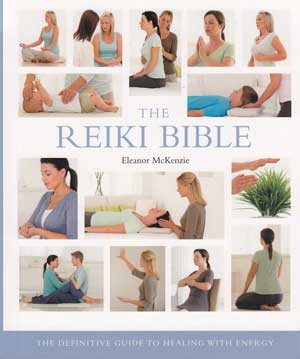 THE
REIKI BIBLE
Eleanor McKenzie
THE DEFINITIVE GUIDE TO HEALING WITH ENERGY